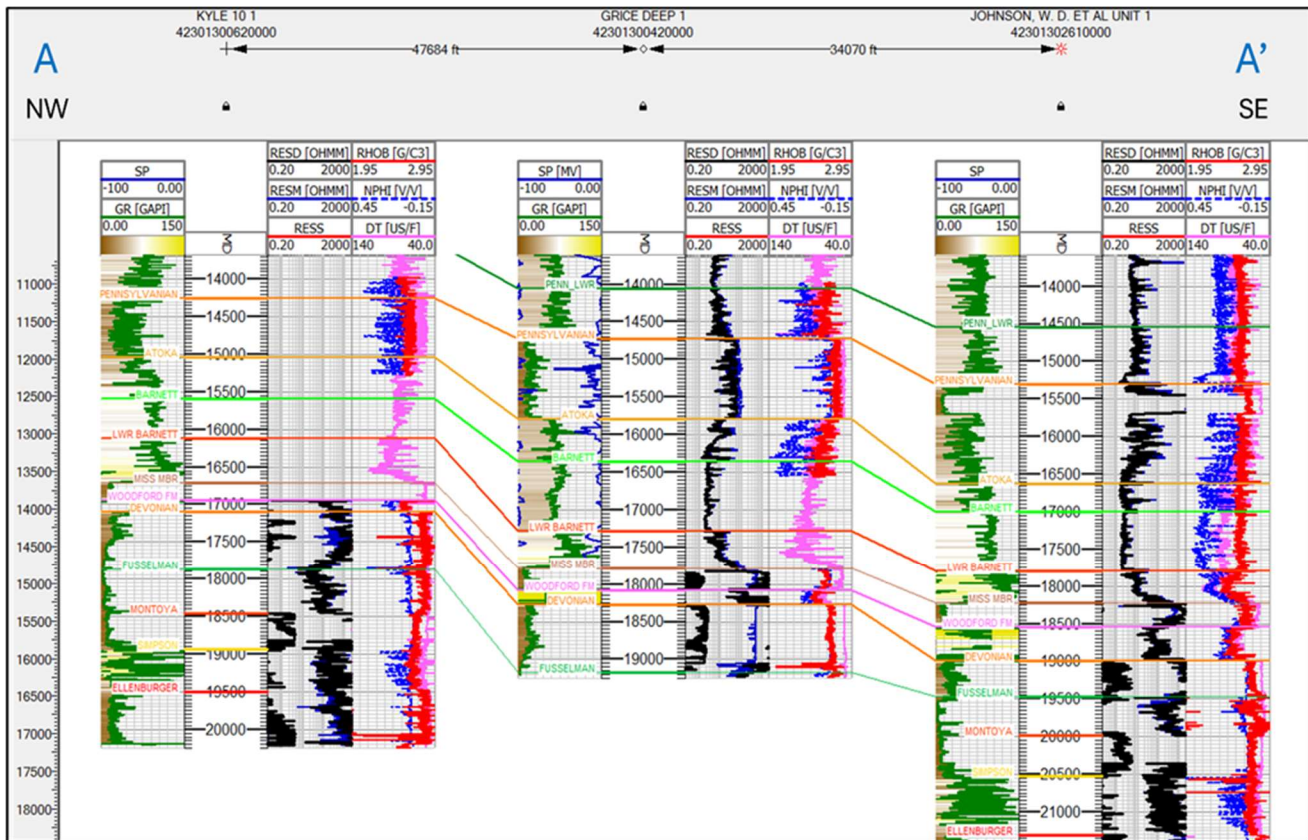 KYLE 10 1
42301300620000
GRICE DEEP 1
42301300420000
JOHNSON, W. D. ET AL UNIT 1
42301302610000
47684 ft
34070 ft
A
A'
NW
SE
SP
-100 0.00
GR [GAPI]
0.00 150
MD
RESD [OHMM]
0.20 2000
RESM [OHMM]
0.20 2000
RESS
0.20 2000
RHOB [G/C3]
1.95 2.95
NPHI [V/V]
0.45 -0.15
DT [US/F]
140 40.0
SP [MV]
-100 0.00
GR [GAPI]
0.00 150
MD
RESD [OHMM]
0.20 2000
RESM [OHMM]
0.20 2000
RESS
0.20 2000
RHOB [G/C3]
1.95 2.95
NPHI [V/V]
0.45 -0.15
DT [US/F]
140 40.0
SP
-100 0.00
GR [GAPI]
0.00 150
MD
RESD [OHMM]
0.20 2000
RESM [OHMM]
0.20 2000
RESS
0.20 2000
RHOB [G/C3]
1.95 2.95
NPHI [V/V]
0.45 -0.15
DT [US/F]
140 40.0
11000
11500
12000
12500
13000
13500
14000
14500
15000
15500
16000
16500
17000
17500
18000
PENNSYLVANIAN
ATOKA
BARNETT
LWR BARNETT
MISS MBR
WOODFORD FM
DEVONIAN
FUSSELMAN
MONTOYA
SIMPSON
ELLENBURGER
14000
14500
15000
15500
16000
16500
17000
17500
18000
18500
19000
19500
20000
PENN_LWR
PENNSYLVANIAN
ATOKA
BARNETT
LWR BARNETT
MISS MBR
WOODFORD FM
DEVONIAN
FUSSELMAN
14000
14500
15000
15500
16000
16500
17000
17500
18000
18500
19000
PENN_LWR
PENNSYLVANIAN
ATOKA
BARNETT
LWR BARNETT
MISS MBR
WOODFORD FM
DEVONIAN
FUSSELMAN
MONTOYA
SIMPSON
ELLENBURGER
14000
14500
15000
15500
16000
16500
17000
17500
18000
18500
19000
19500
20000
20500
21000